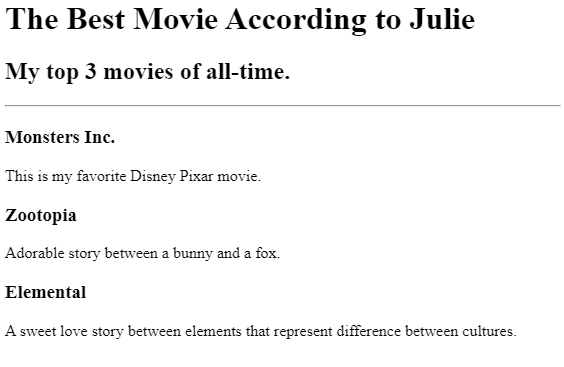 The Best Movie According to Julie
My top 3 movies of all-time.
Monsters Inc.
This is my favorite Disney Pixar movie.
Zootopia
Adorable story between a bunny and a fox.
Elemental
A sweet love story between elements that represent difference between cultures.